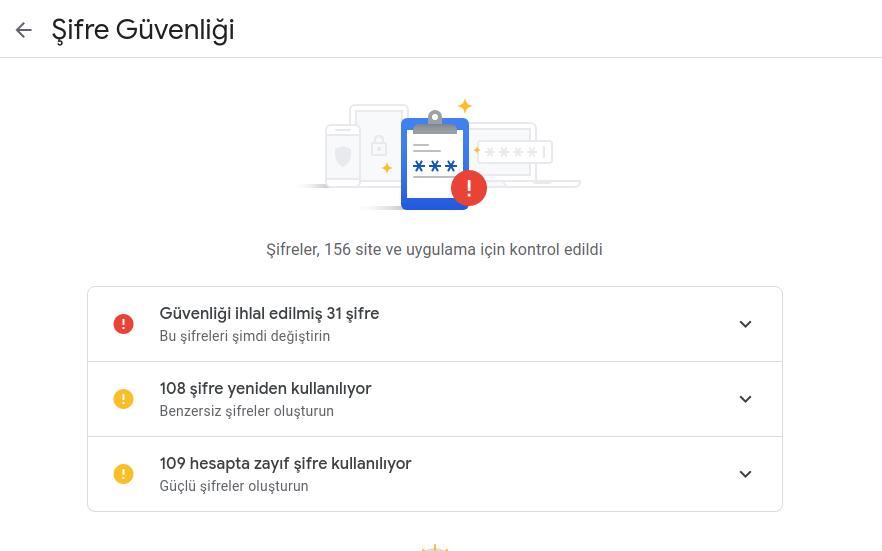 Şifre Güvenliği
Şifreler, 156 site ve uygulama için kontrol edildi
Güvenliği ihlal edilmiş 31 şifre
Bu şifreleri şimdi değiştirin
108 şifre yeniden kullanılıyor
Benzersiz şifreler oluşturun
109 hesapta zayıf şifre kullanılıyor
Güçlü şifreler oluşturun